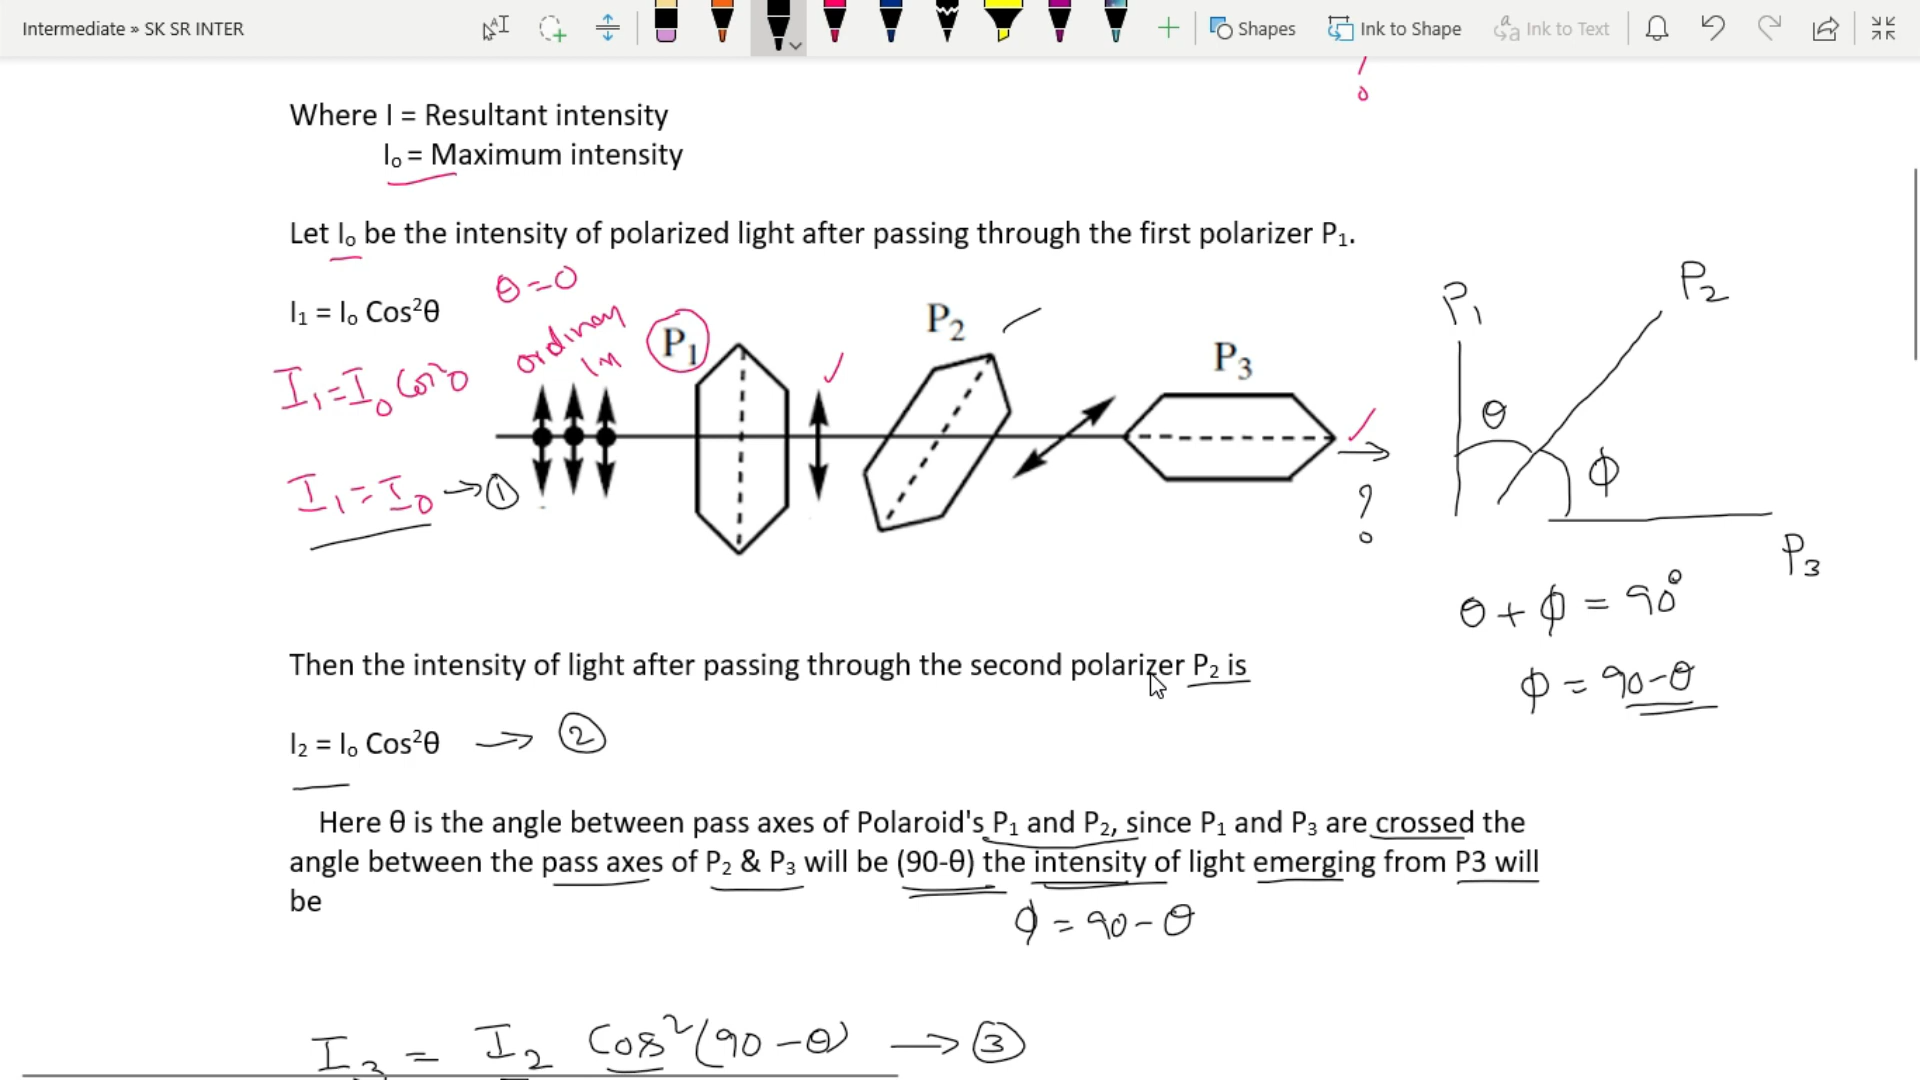 Intermediate » SK SR INTER
Shapes
Ink to Shape
Ink to Text
Where I = Resultant intensity
I₀ = Maximum intensity
Let I₀ be the intensity of polarized light after passing through the first polarizer P₁.
I₁ = I₀ Cos²θ
θ=0
I₁=I₀ Cos²0
I₁=I₀ → ①
ordinary
P₁
P₂
P₃
?
P₁
P₂
θ
ϕ
P₃
θ + ϕ = 90°
ϕ = 90-θ
Then the intensity of light after passing through the second polarizer P₂ is
I₂ = I₀ Cos²θ → ②
Here θ is the angle between pass axes of Polaroid's P₁ and P₂, since P₁ and P₃ are crossed the
angle between the pass axes of P₂ & P₃ will be (90-θ) the intensity of light emerging from P3 will
be
ϕ = 90-θ
I₃ = I₂ Cos²(90-θ) → ③